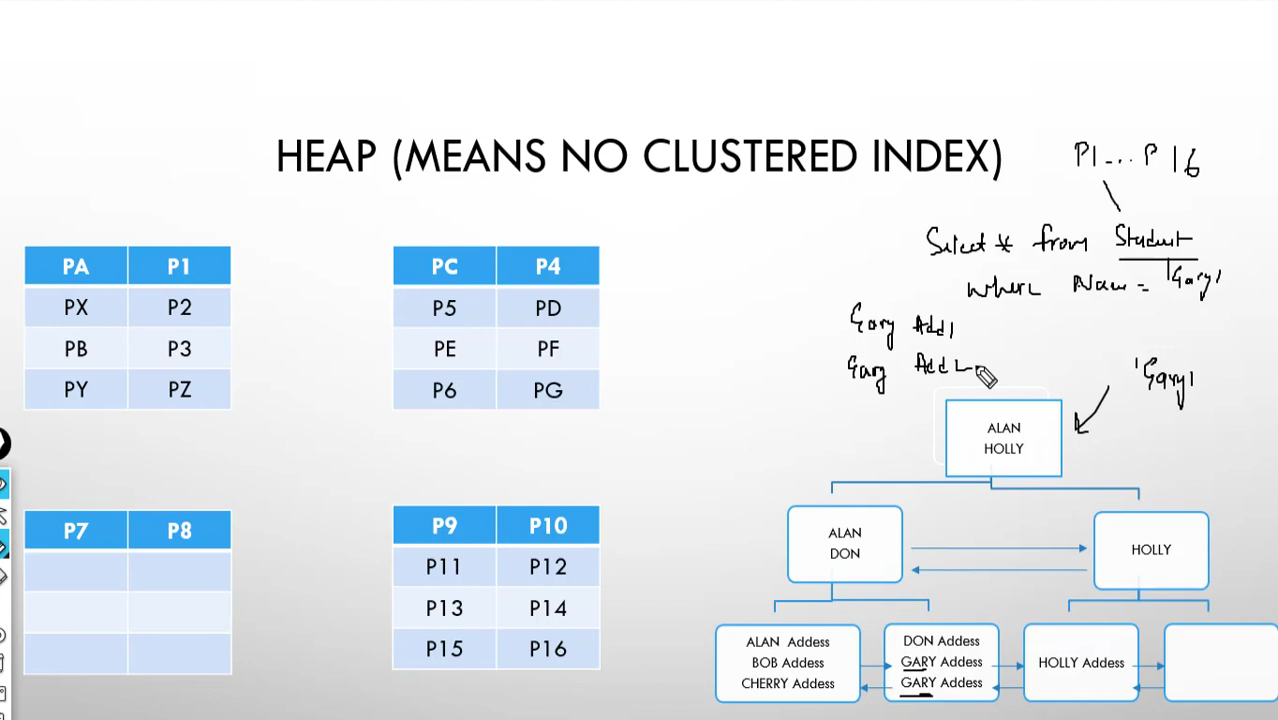 HEAP (MEANS NO CLUSTERED INDEX)
P1 - .. P 16
Select * from Student
where Name = 'Gary'
Gary Add1
Gary Add2
'Gary'
PA P1
PX P2
PB P3
PY PZ
PC P4
P5 PD
PE PF
P6 PG
P7 P8
P9 P10
P11 P12
P13 P14
P15 P16
ALAN
HOLLY
ALAN
DON
HOLLY
ALAN Addess
BOB Addess
CHERRY Addess
DON Addess
GARY Addess
GARY Addess
HOLLY Addess